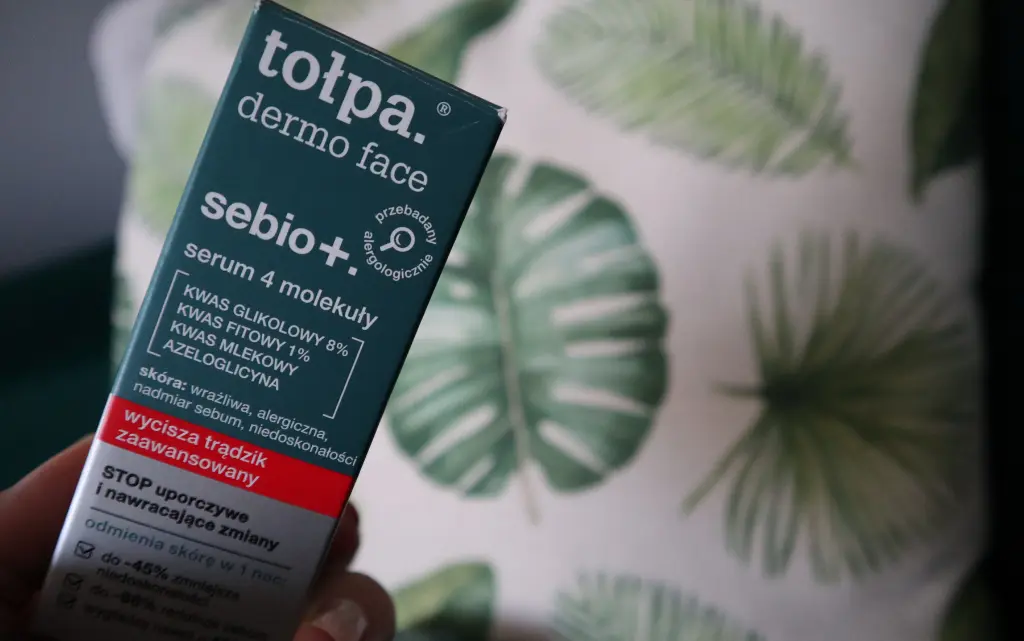 tołpa.®
dermo face
sebio+.
przebadany
alergologicznie
serum 4 molekuły
KWAS GLIKOLOWY 8%
KWAS FITOWY 1%
KWAS MLEKOWY
AZELOGLICYNA
skóra: wrażliwa, alergiczna,
nadmiar sebum, niedoskonałości
wycisza trądzik
zaawansowany
STOP uporczywe
i nawracające zmiany
odmienia skórę w 1 noc
do -45% zmniejsza
niedoskonałości